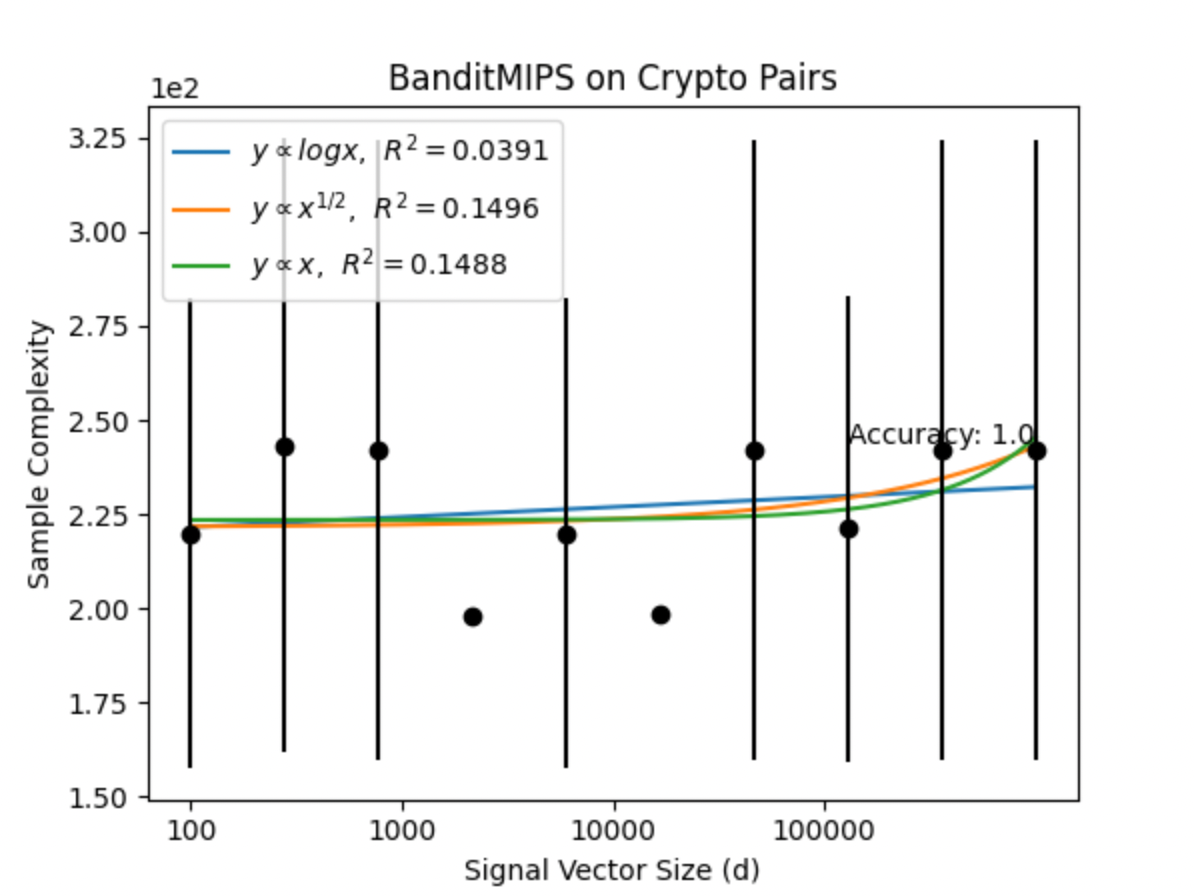 BanditMIPS on Crypto Pairs
1e2
y ∝ logx, R² = 0.0391
y ∝ x^{1/2}, R² = 0.1496
y ∝ x, R² = 0.1488
3.25
3.00
2.75
2.50
2.25
2.00
1.75
1.50
Sample Complexity
Accuracy: 1.0
100 1000 10000 100000
Signal Vector Size (d)